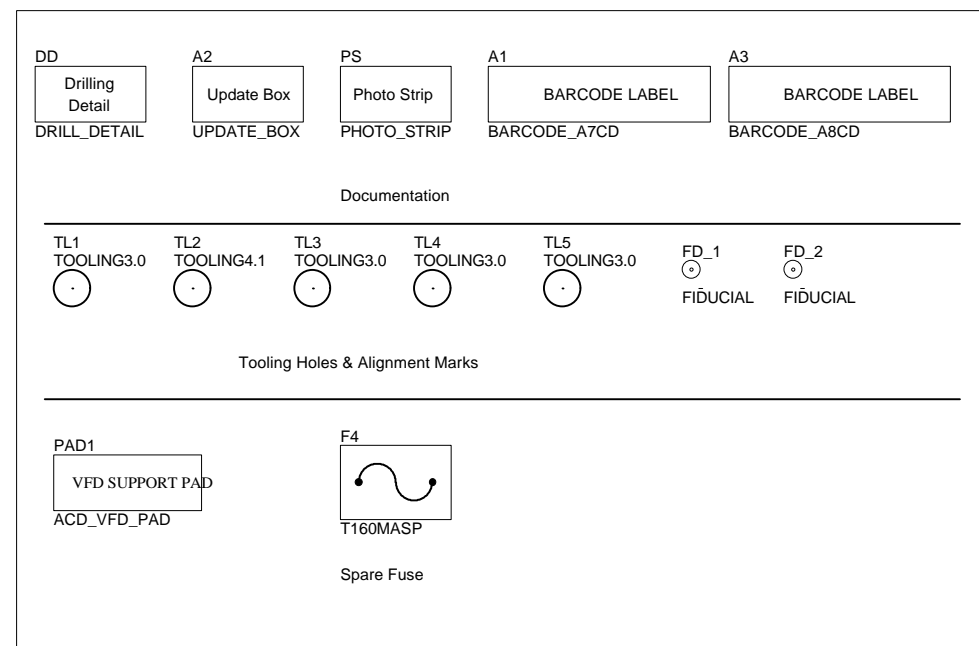 DD
A2
PS
A1
A3
Drilling
Detail
Update Box
Photo Strip
BARCODE LABEL
BARCODE LABEL
DRILL_DETAIL
UPDATE_BOX
PHOTO_STRIP
BARCODE_A7CD
BARCODE_A8CD
Documentation
TL1
TOOLING3.0
TL2
TOOLING4.1
TL3
TOOLING3.0
TL4
TOOLING3.0
TL5
TOOLING3.0
FD_1
FIDUCIAL
FD_2
FIDUCIAL
Tooling Holes & Alignment Marks
PAD1
VFD SUPPORT PAD
ACD_VFD_PAD
F4
T160MASP
Spare Fuse